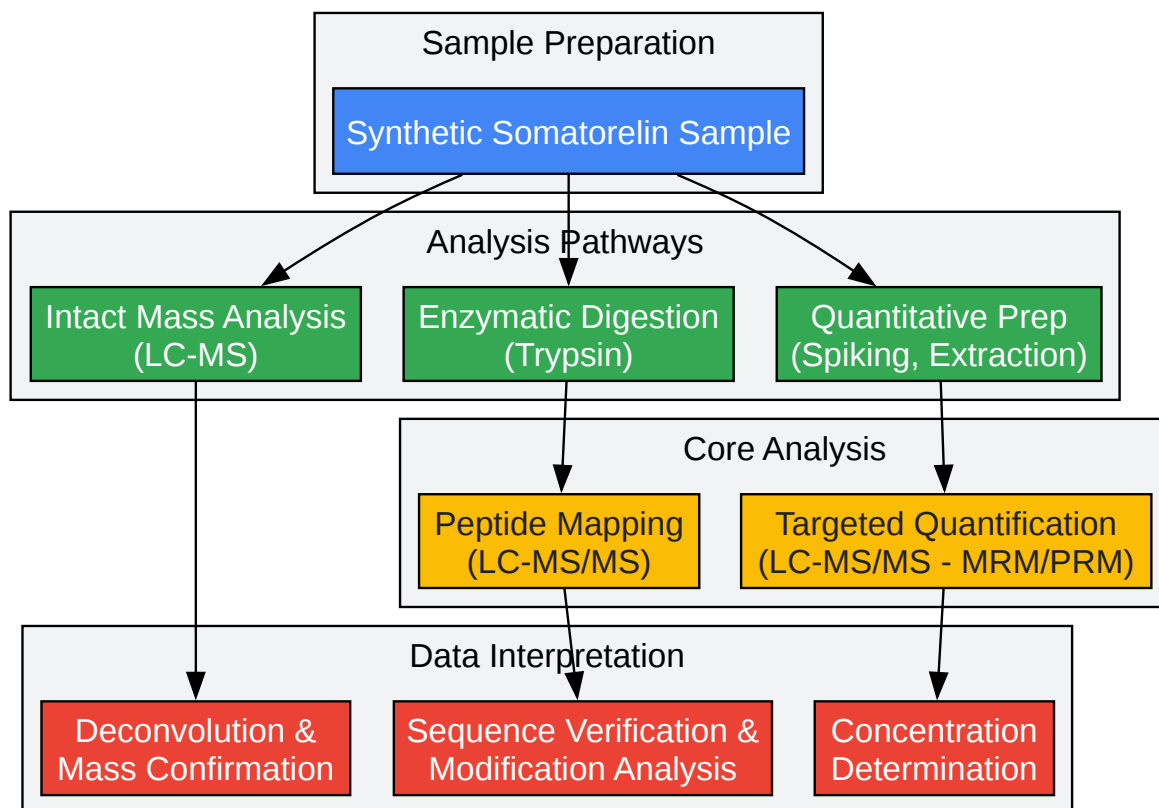 Sample Preparation
Synthetic Somatorelin Sample
Analysis Pathways
Intact Mass Analysis
(LC-MS)
Enzymatic Digestion
(Trypsin)
Quantitative Prep
(Spiking, Extraction)
Core Analysis
Peptide Mapping
(LC-MS/MS)
Targeted Quantification
(LC-MS/MS - MRM/PRM)
Data Interpretation
Deconvolution &
Mass Confirmation
Sequence Verification &
Modification Analysis
Concentration
Determination